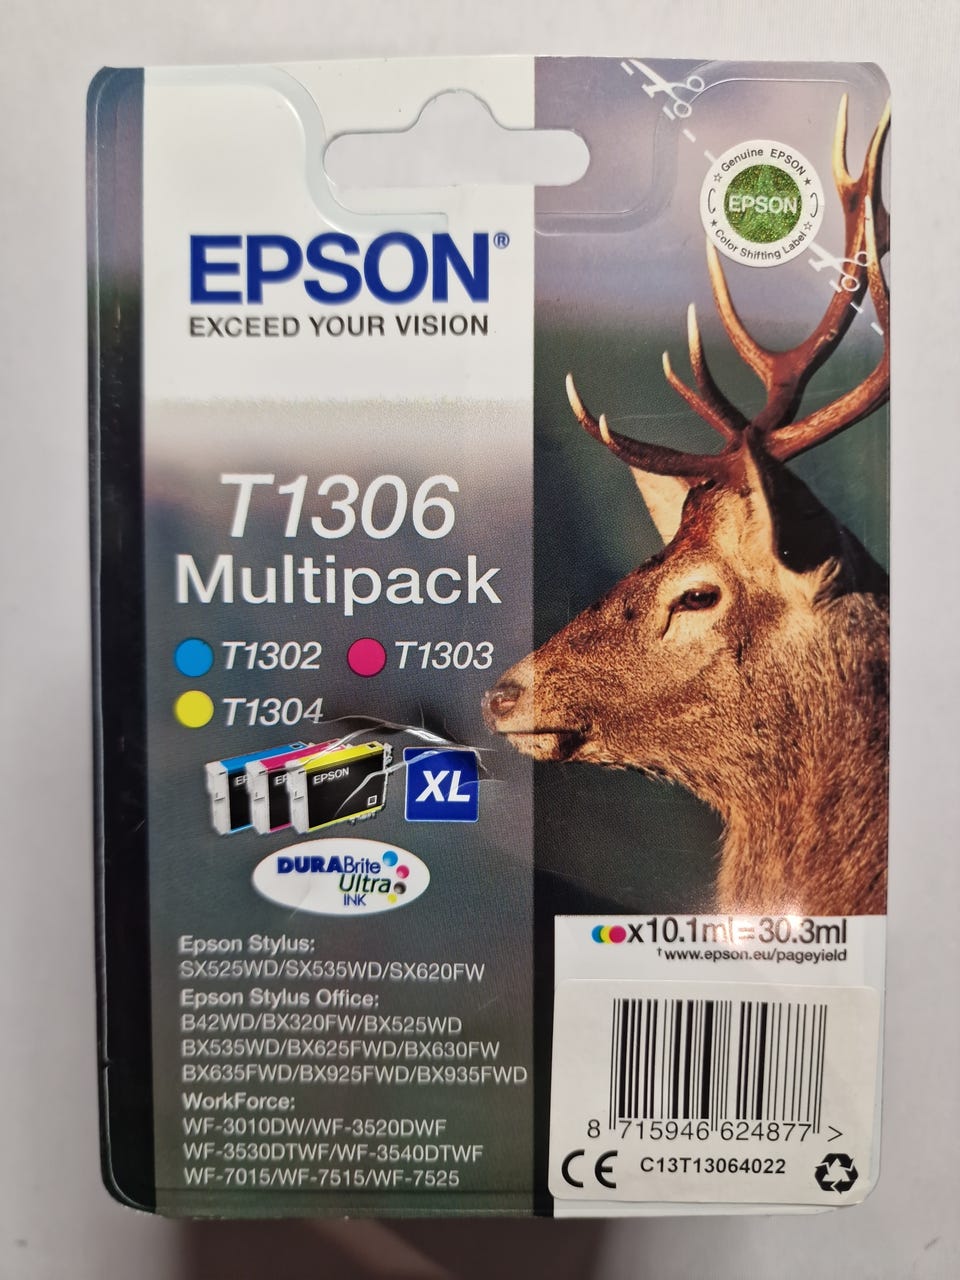 Genuine EPSON
EPSON
Color Shifting Label
EPSON®
EXCEED YOUR VISION
T1306
Multipack
T1302 T1303
T1304
EPSON
XL
DURABrite
Ultra
INK
Epson Stylus:
SX525WD/SX535WD/SX620FW
Epson Stylus Office:
B42WD/BX320FW/BX525WD
BX535WD/BX625FWD/BX630FW
BX635FWD/BX925FWD/BX935FWD
WorkForce:
WF-3010DW/WF-3520DWF
WF-3530DTWF/WF-3540DTWF
WF-7015/WF-7515/WF-7525
x10.1ml=30.3ml
†www.epson.eu/pageyield
8 715946 624877 >
CE C13T13064022